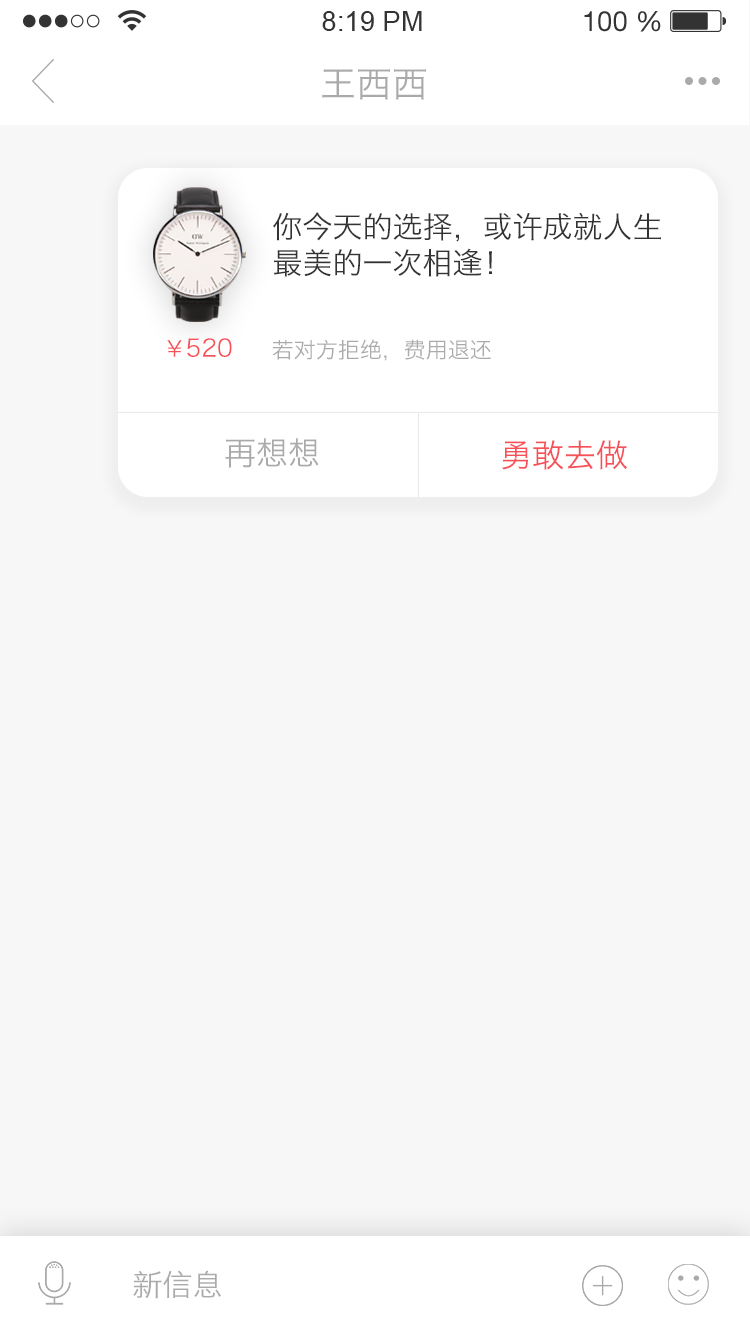 8:19 PM
100 %
王西西
你今天的选择，或许成就人生
最美的一次相逢！
¥520
若对方拒绝，费用退还
再想想
勇敢去做
新信息